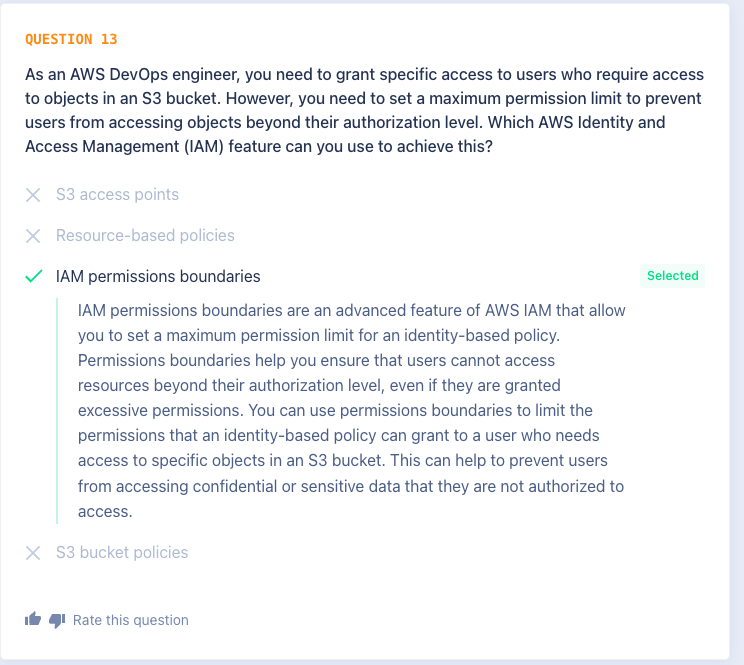 QUESTION 13
As an AWS DevOps engineer, you need to grant specific access to users who require access
to objects in an S3 bucket. However, you need to set a maximum permission limit to prevent
users from accessing objects beyond their authorization level. Which AWS Identity and
Access Management (IAM) feature can you use to achieve this?
S3 access points
Resource-based policies
IAM permissions boundaries
Selected
IAM permissions boundaries are an advanced feature of AWS IAM that allow
you to set a maximum permission limit for an identity-based policy.
Permissions boundaries help you ensure that users cannot access
resources beyond their authorization level, even if they are granted
excessive permissions. You can use permissions boundaries to limit the
permissions that an identity-based policy can grant to a user who needs
access to specific objects in an S3 bucket. This can help to prevent users
from accessing confidential or sensitive data that they are not authorized to
access.
S3 bucket policies
Rate this question